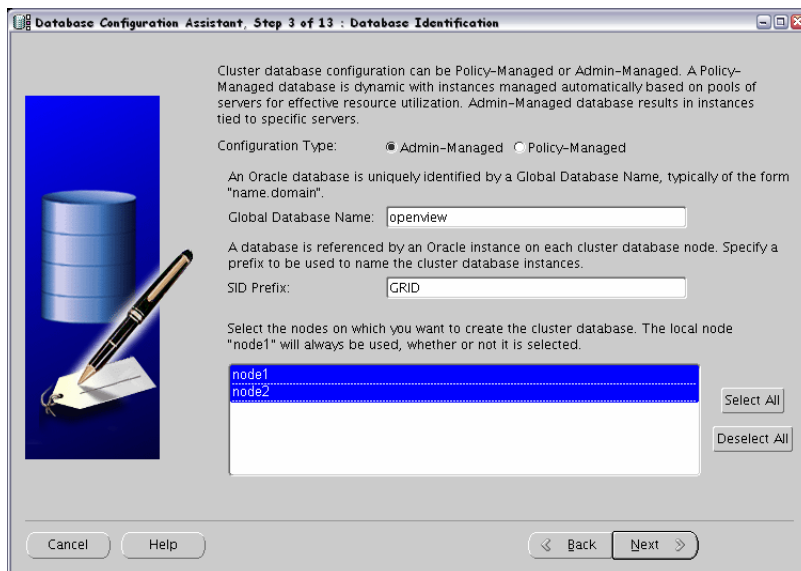 Database Configuration Assistant, Step 3 of 13 : Database Identification
Cluster database configuration can be Policy-Managed or Admin-Managed. A Policy-
Managed database is dynamic with instances managed automatically based on pools of
servers for effective resource utilization. Admin-Managed database results in instances
tied to specific servers.
Configuration Type: Admin-Managed Policy-Managed
An Oracle database is uniquely identified by a Global Database Name, typically of the form
"name.domain".
Global Database Name: openview
A database is referenced by an Oracle instance on each cluster database node. Specify a
prefix to be used to name the cluster database instances.
SID Prefix: GRID
Select the nodes on which you want to create the cluster database. The local node
"node1" will always be used, whether or not it is selected.
node1
node2
Select All
Deselect All
Cancel Help Back Next